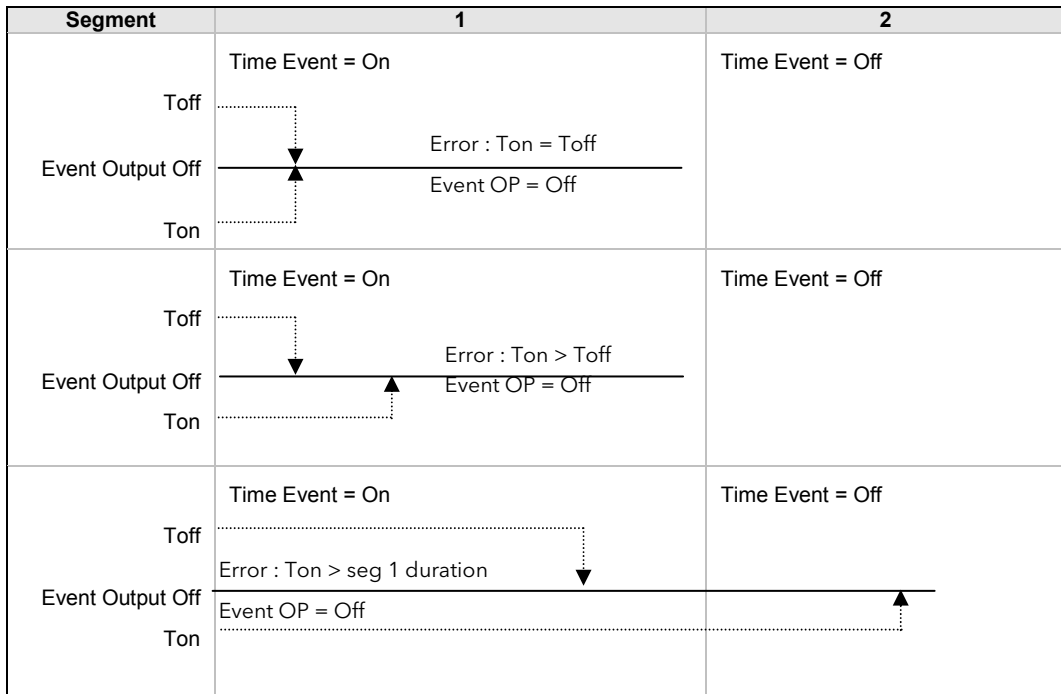 Segment 1 2
Time Event = On Time Event = Off
Toff
Error : Ton = Toff
Event Output Off
Event OP = Off
Ton
Time Event = On Time Event = Off
Toff
Error : Ton > Toff
Event Output Off
Event OP = Off
Ton
Time Event = On Time Event = Off
Toff
Error : Ton > seg 1 duration
Event Output Off
Event OP = Off
Ton